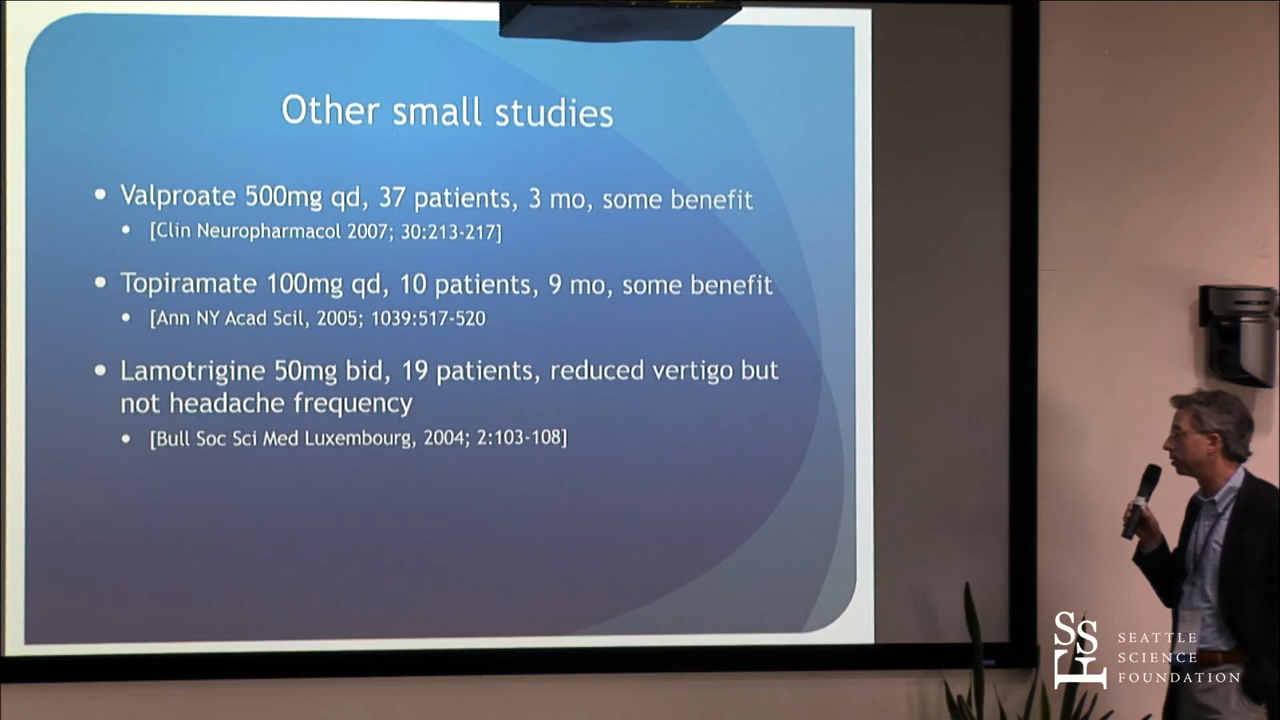 Other small studies
• Valproate 500mg qd, 37 patients, 3 mo, some benefit
• [Clin Neuropharmacol 2007; 30:213-217]
• Topiramate 100mg qd, 10 patients, 9 mo, some benefit
• [Ann NY Acad Scil, 2005; 1039:517-520
• Lamotrigine 50mg bid, 19 patients, reduced vertigo but
not headache frequency
• [Bull Soc Sci Med Luxembourg, 2004; 2:103-108]
SSF
SEATTLE
SCIENCE
FOUNDATION